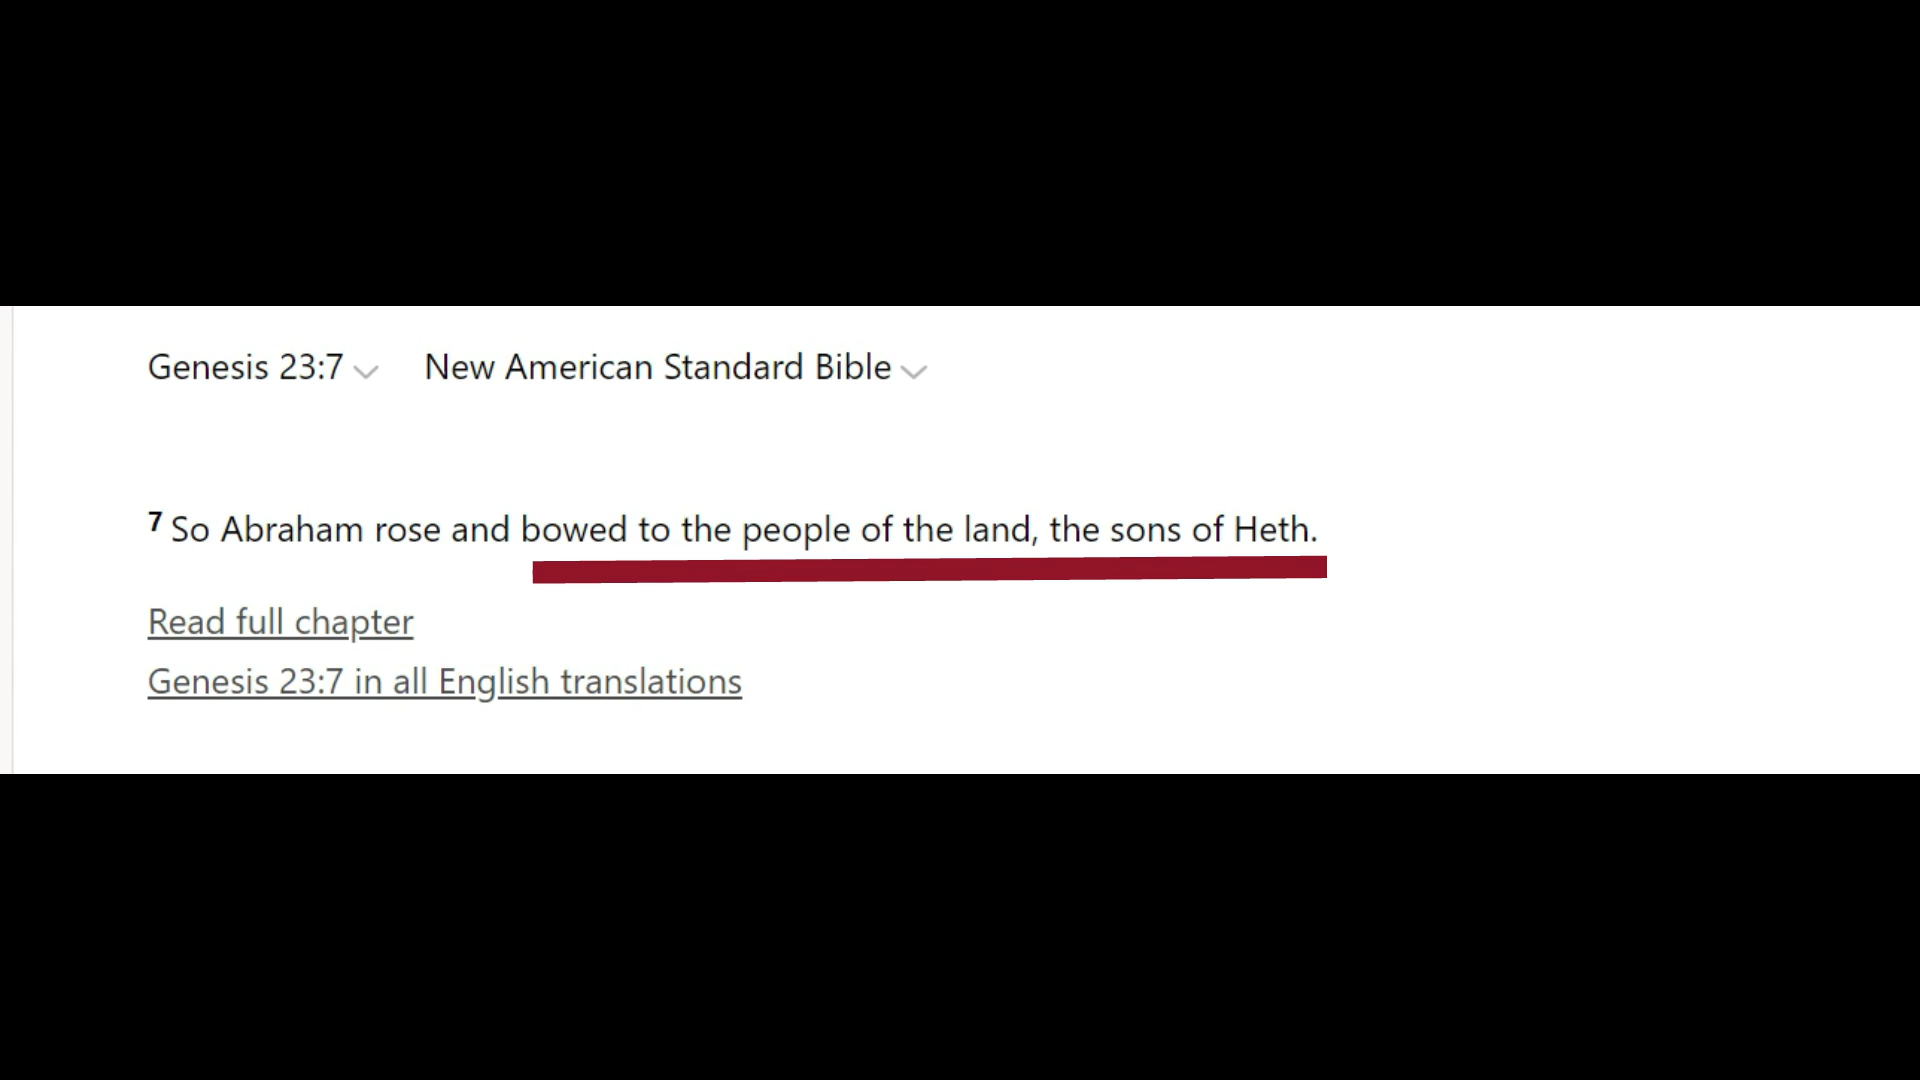 Genesis 23:7 New American Standard Bible
7 So Abraham rose and bowed to the people of the land, the sons of Heth.
Read full chapter
Genesis 23:7 in all English translations